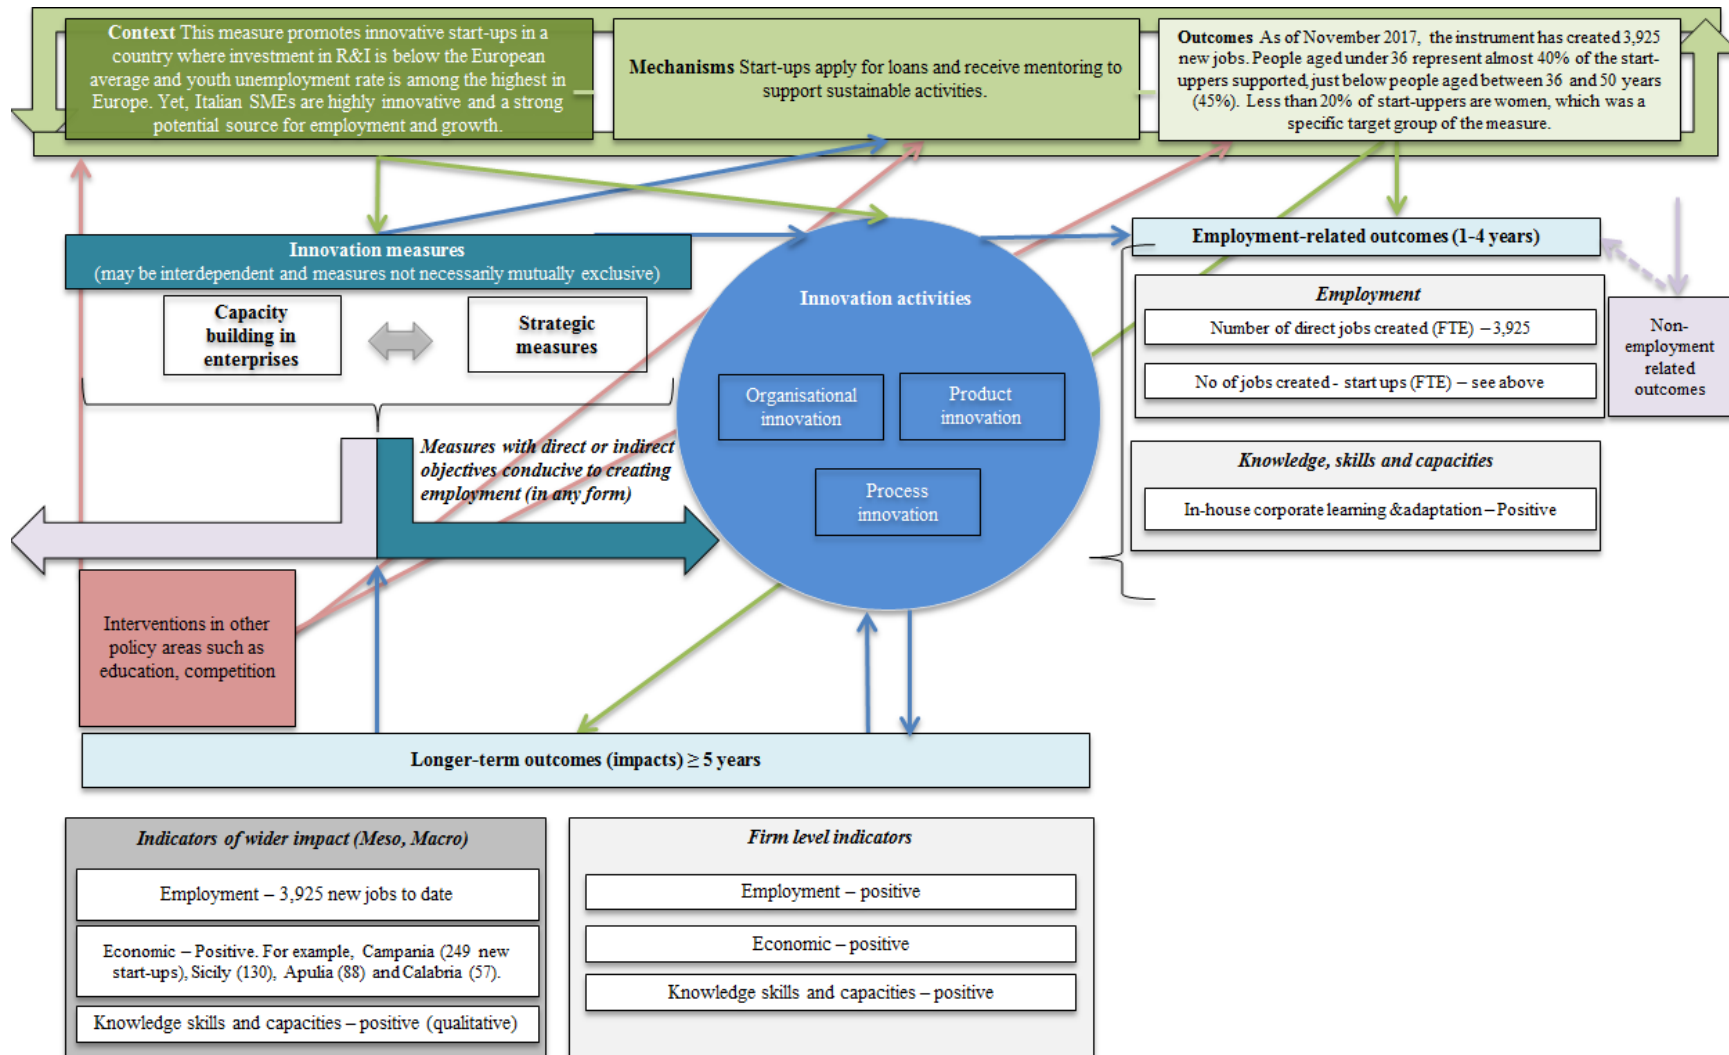 Context This measure promotes innovative start-ups in a
country where investment in R&I is below the European
average and youth unemployment rate is among the highest in
Europe. Yet, Italian SMEs are highly innovative and a strong
potential source for employment and growth.
Mechanisms Start-ups apply for loans and receive mentoring to
support sustainable activities.
Outcomes As of November 2017, the instrument has created 3,925
new jobs. People aged under 36 represent almost 40% of the start-
uppers supported, just below people aged between 36 and 50 years
(45%). Less than 20% of start-uppers are women, which was a
specific target group of the measure.
Innovation measures
(may be interdependent and measures not necessarily mutually exclusive)
Capacity
building in
enterprises
Strategic
measures
Measures with direct or indirect
objectives conducive to creating
employment (in any form)
Innovation activities
Organisational
innovation
Product
innovation
Process
innovation
Employment-related outcomes (1-4 years)
Employment
Number of direct jobs created (FTE) – 3,925
No of jobs created - start ups (FTE) – see above
Knowledge, skills and capacities
In-house corporate learning &adaptation – Positive
Non-
employment
related
outcomes
Interventions in other
policy areas such as
education, competition
Longer-term outcomes (impacts) ≥ 5 years
Indicators of wider impact (Meso, Macro)
Employment – 3,925 new jobs to date
Economic – Positive. For example, Campania (249 new
start-ups), Sicily (130), Apulia (88) and Calabria (57).
Knowledge skills and capacities – positive (qualitative)
Firm level indicators
Employment – positive
Economic – positive
Knowledge skills and capacities – positive